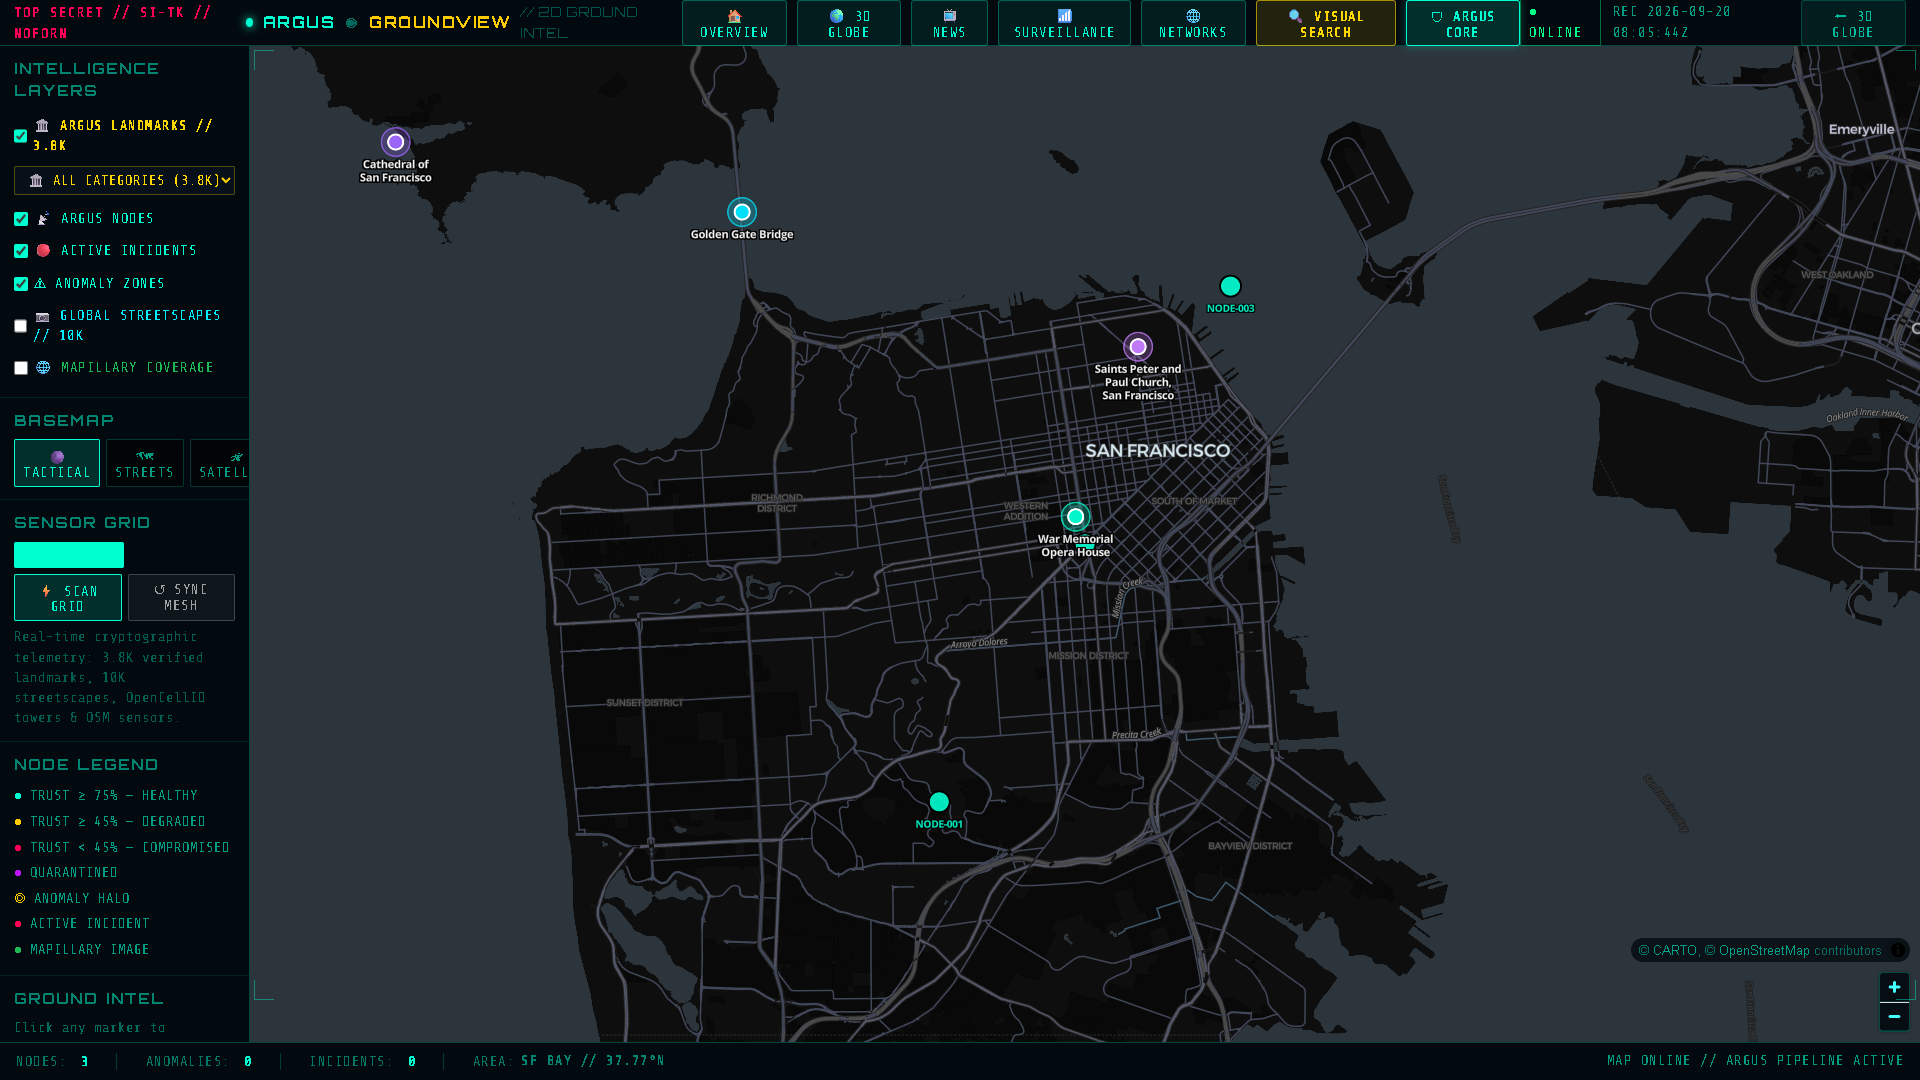 TOP SECRET // SI-TK //
NOFORN
ARGUS
GROUNDVIEW
// 2D GROUND
INTEL
OVERVIEW
3D
GLOBE
NEWS
SURVEILLANCE
NETWORKS
VISUAL
SEARCH
ARGUS
CORE
ONLINE
REC 2026-09-20
08:05:44Z
← 3D
GLOBE
INTELLIGENCE
LAYERS
ARGUS LANDMARKS //
3.8K
ALL CATEGORIES (3.8K)
ARGUS NODES
ACTIVE INCIDENTS
ANOMALY ZONES
GLOBAL STREETSCAPES
// 10K
MAPILLARY COVERAGE
BASEMAP
TACTICAL
STREETS
SATELL
SENSOR GRID
SCAN
GRID
↺ SYNC
MESH
Real-time cryptographic
telemetry: 3.8K verified
landmarks, 10K
streetscapes, OpenCellID
towers & OSM sensors.
NODE LEGEND
TRUST ≥ 75% — HEALTHY
TRUST ≥ 45% — DEGRADED
TRUST < 45% — COMPROMISED
QUARANTINED
ANOMALY HALO
ACTIVE INCIDENT
MAPILLARY IMAGE
GROUND INTEL
Click any marker to
Cathedral of
San Francisco
Golden Gate Bridge
NODE-003
Saints Peter and
Paul Church,
San Francisco
SAN FRANCISCO
RICHMOND
DISTRICT
WESTERN
ADDITION
SOUTH OF MARKET
War Memorial
Opera House
Mission Creek
Arroyo Dolores
MISSION DISTRICT
SUNSET DISTRICT
Precita Creek
NODE-001
BAYVIEW DISTRICT
Emeryville
WEST OAKLAND
Oakland Inner Harbor
© CARTO, © OpenStreetMap contributors
+
−
NODES: 3
ANOMALIES: 0
INCIDENTS: 0
AREA: SF BAY // 37.77°N
MAP ONLINE // ARGUS PIPELINE ACTIVE